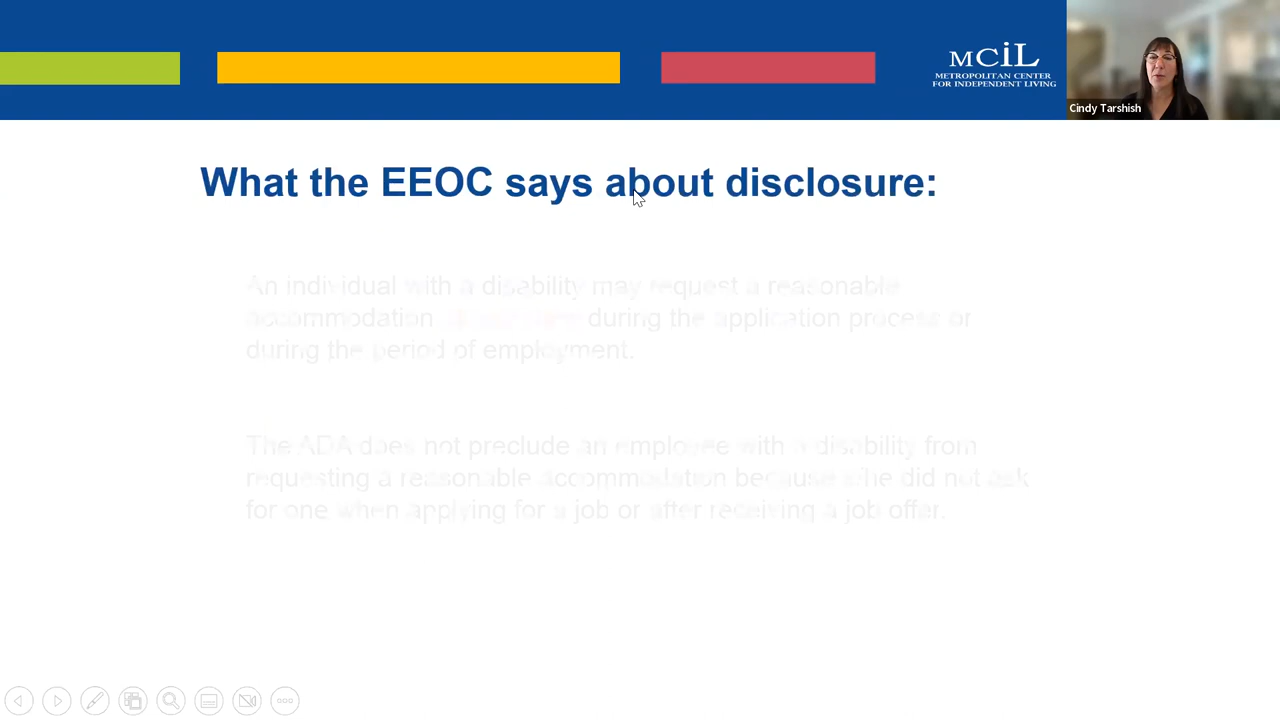 MCiL
METROPOLITAN CENTER
FOR INDEPENDENT LIVING
Cindy Tarshish
What the EEOC says about disclosure:
An individual with a disability may request a reasonable
accommodation during the application process or
during the period of employment.
The ADA does not preclude an employee with a disability from
requesting a reasonable accommodation because s/he did not ask
for one when applying for a job or after receiving a job offer.